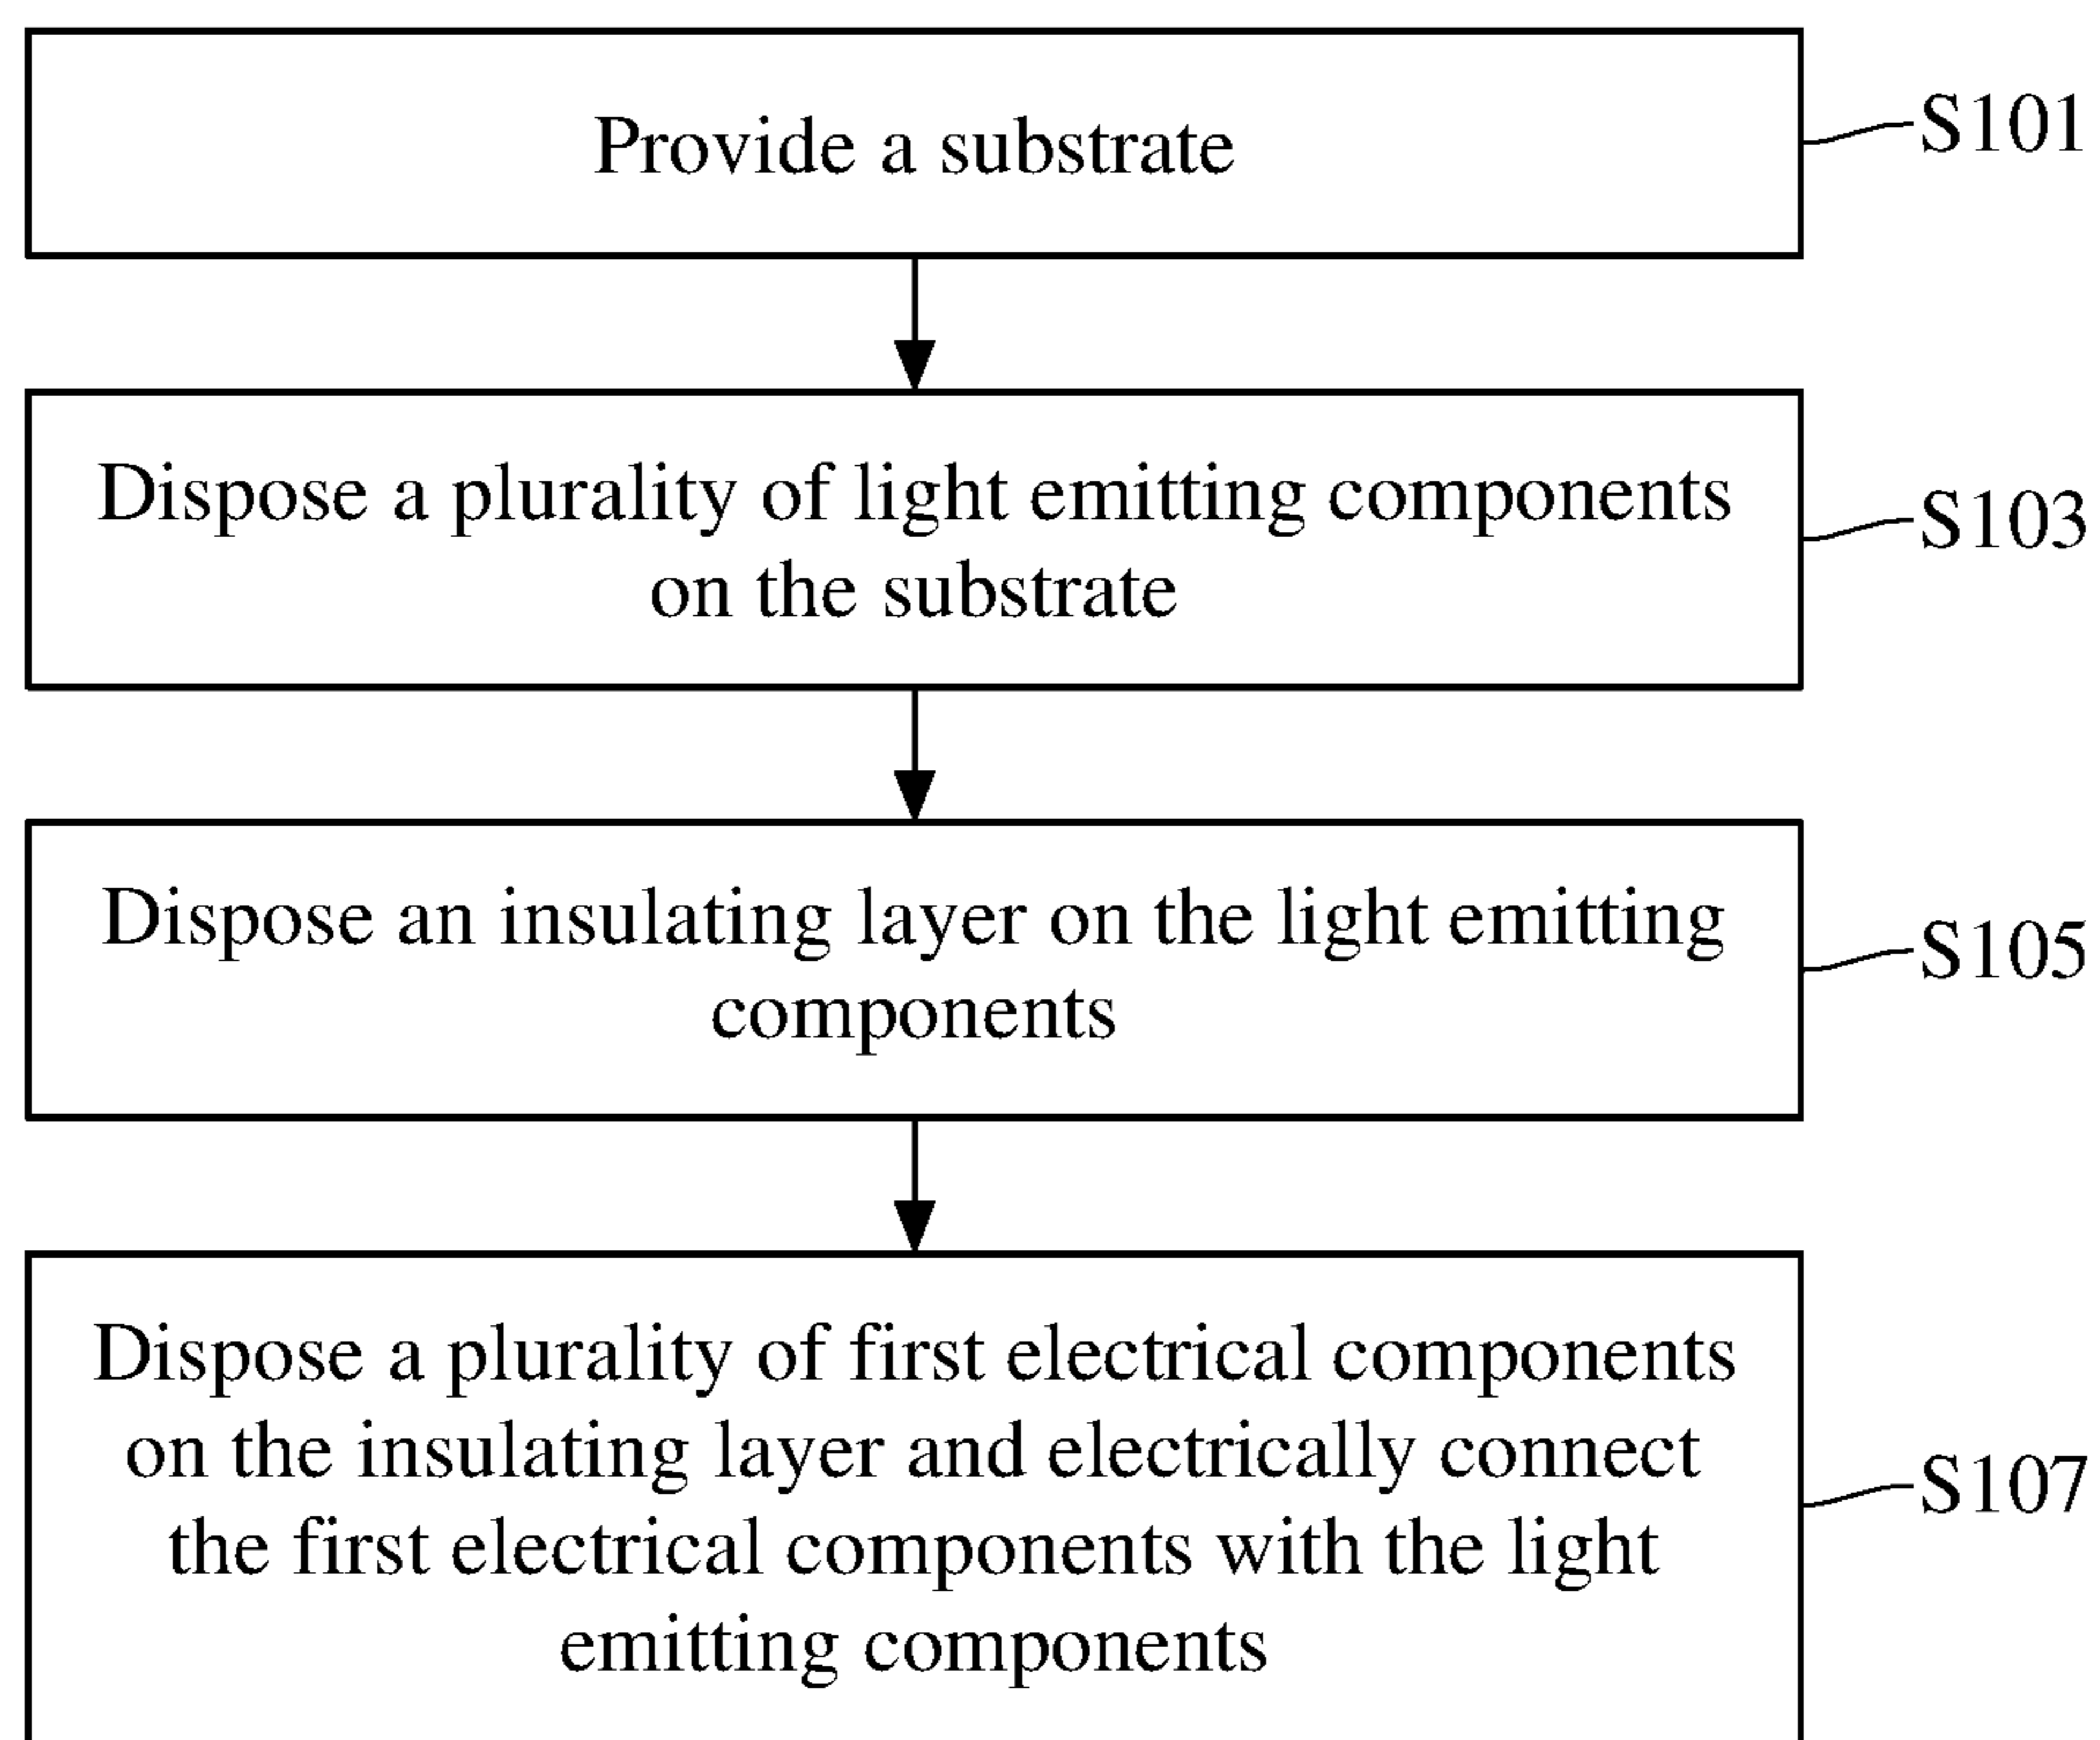 Provide a substrate
S101
Dispose a plurality of light emitting components
on the substrate
S103
Dispose an insulating layer on the light emitting
components
S105
Dispose a plurality of first electrical components
on the insulating layer and electrically connect
the first electrical components with the light
emitting components
S107